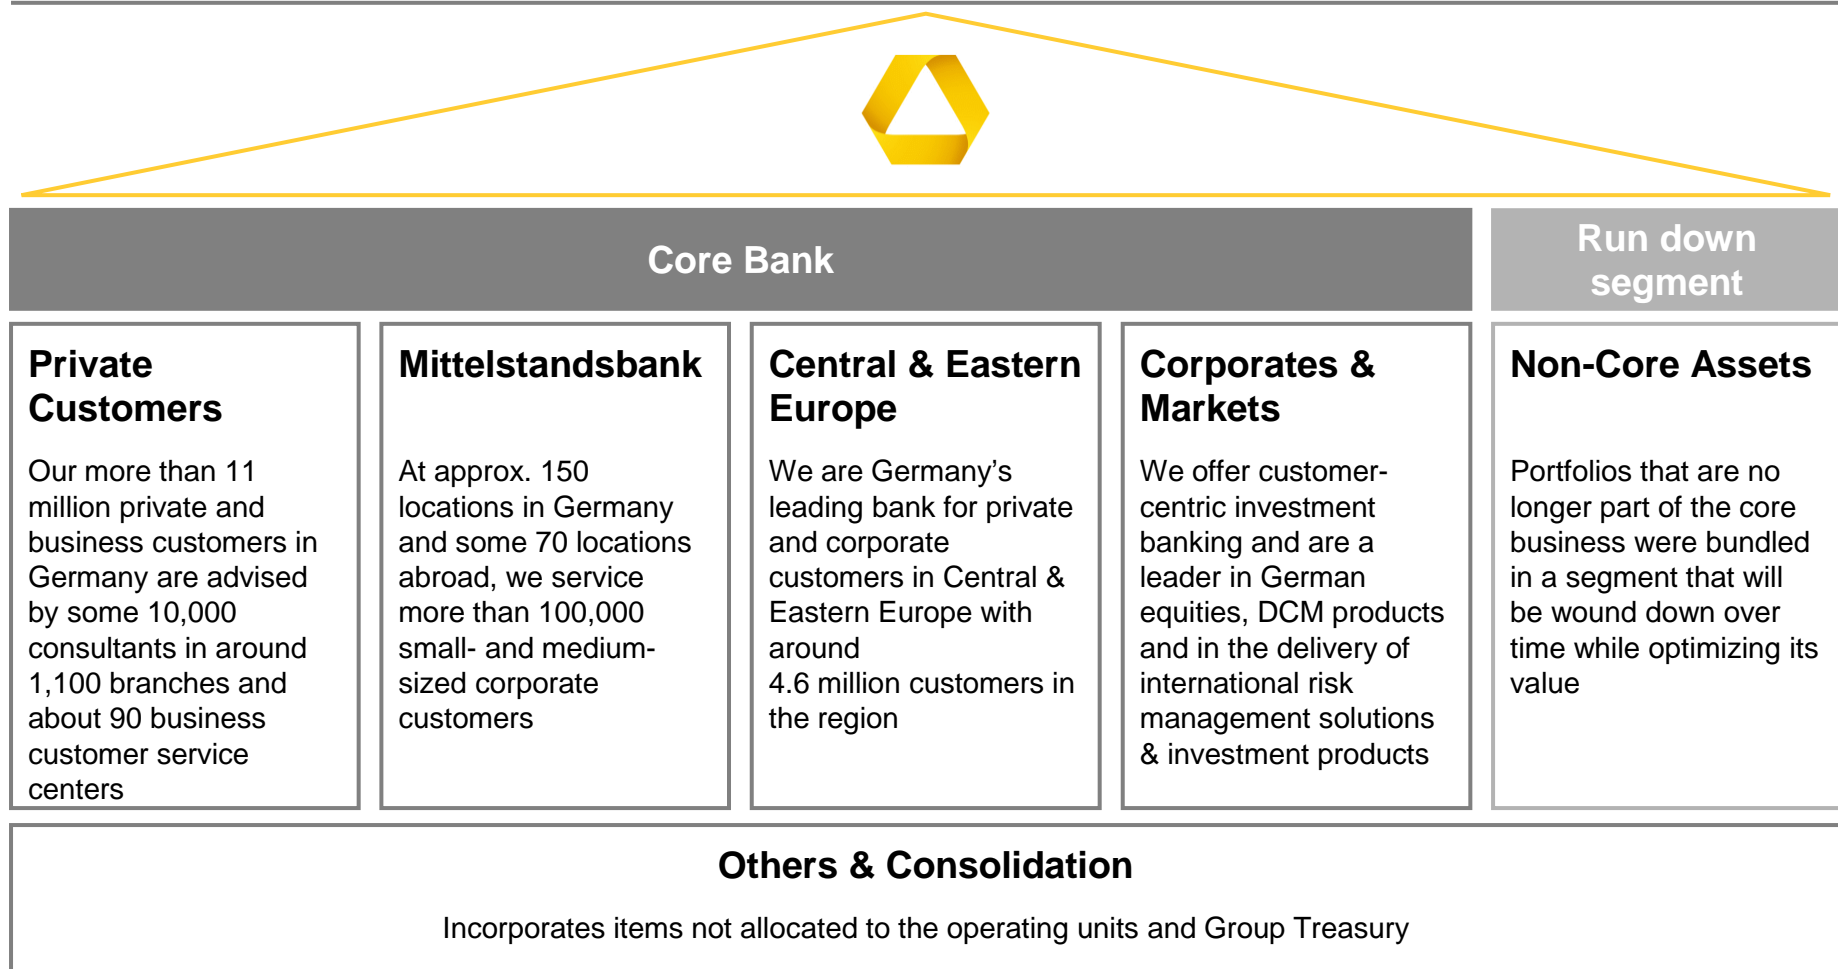 Core Bank
Run down
segment
Private
Customers
Our more than 11
million private and
business customers in
Germany are advised
by some 10,000
consultants in around
1,100 branches and
about 90 business
customer service
centers
Mittelstandsbank
At approx. 150
locations in Germany
and some 70 locations
abroad, we service
more than 100,000
small- and medium-
sized corporate
customers
Central & Eastern
Europe
We are Germany’s
leading bank for private
and corporate
customers in Central &
Eastern Europe with
around
4.6 million customers in
the region
Corporates &
Markets
We offer customer-
centric investment
banking and are a
leader in German
equities, DCM products
and in the delivery of
international risk
management solutions
& investment products
Non-Core Assets
Portfolios that are no
longer part of the core
business were bundled
in a segment that will
be wound down over
time while optimizing its
value
Others & Consolidation
Incorporates items not allocated to the operating units and Group Treasury